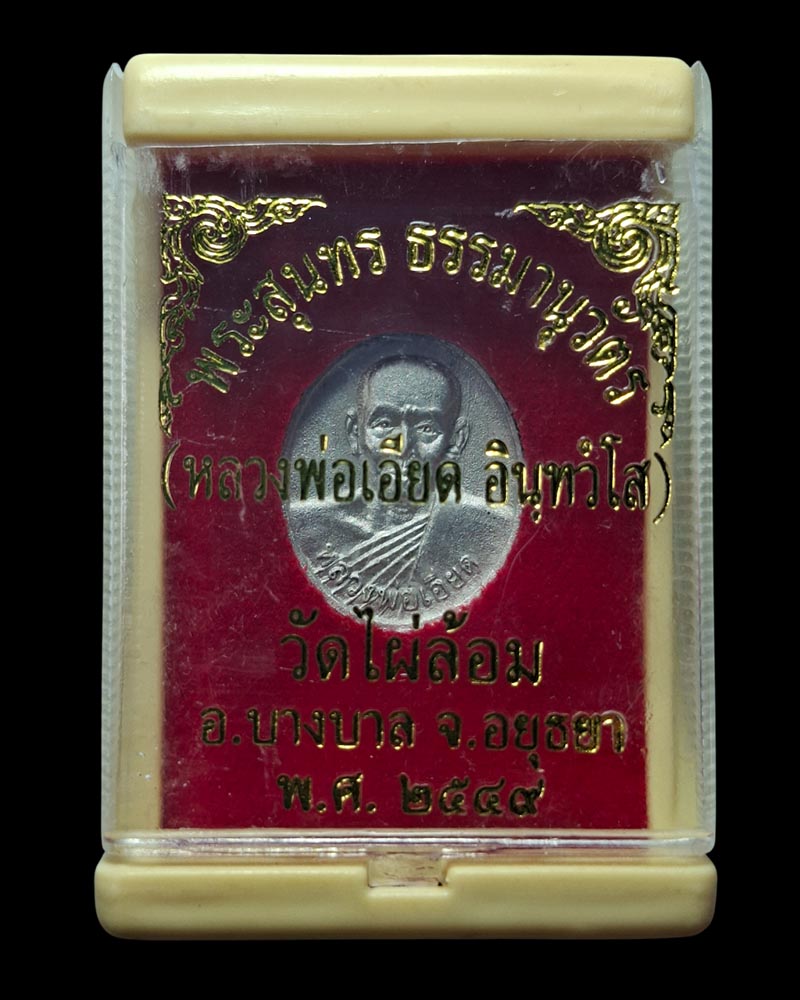 พระสุนทร ธรรมานุวัตร์
(หลวงพ่อเอียด อินฺทวํโส)
หลวงพ่อเอียด
วัดไผ่ล้อม
อ.บางบาล จ.อยุธยา
พ.ศ. ๒๕๔๙